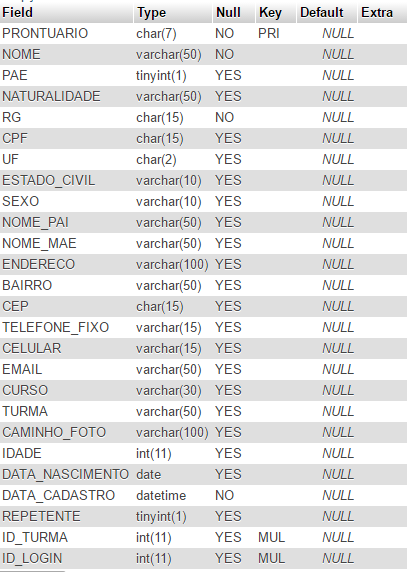 Field Type Null Key Default Extra
PRONTUARIO char(7) NO PRI NULL
NOME varchar(50) NO NULL
PAE tinyint(1) YES NULL
NATURALIDADE varchar(50) YES NULL
RG char(15) NO NULL
CPF char(15) YES NULL
UF char(2) YES NULL
ESTADO_CIVIL varchar(10) YES NULL
SEXO varchar(10) YES NULL
NOME_PAI varchar(50) YES NULL
NOME_MAE varchar(50) YES NULL
ENDERECO varchar(100) YES NULL
BAIRRO varchar(50) YES NULL
CEP char(15) YES NULL
TELEFONE_FIXO varchar(15) YES NULL
CELULAR varchar(15) YES NULL
EMAIL varchar(50) YES NULL
CURSO varchar(30) YES NULL
TURMA varchar(50) YES NULL
CAMINHO_FOTO varchar(100) YES NULL
IDADE int(11) YES NULL
DATA_NASCIMENTO date YES NULL
DATA_CADASTRO datetime NO NULL
REPETENTE tinyint(1) YES NULL
ID_TURMA int(11) YES MUL NULL
ID_LOGIN int(11) YES MUL NULL